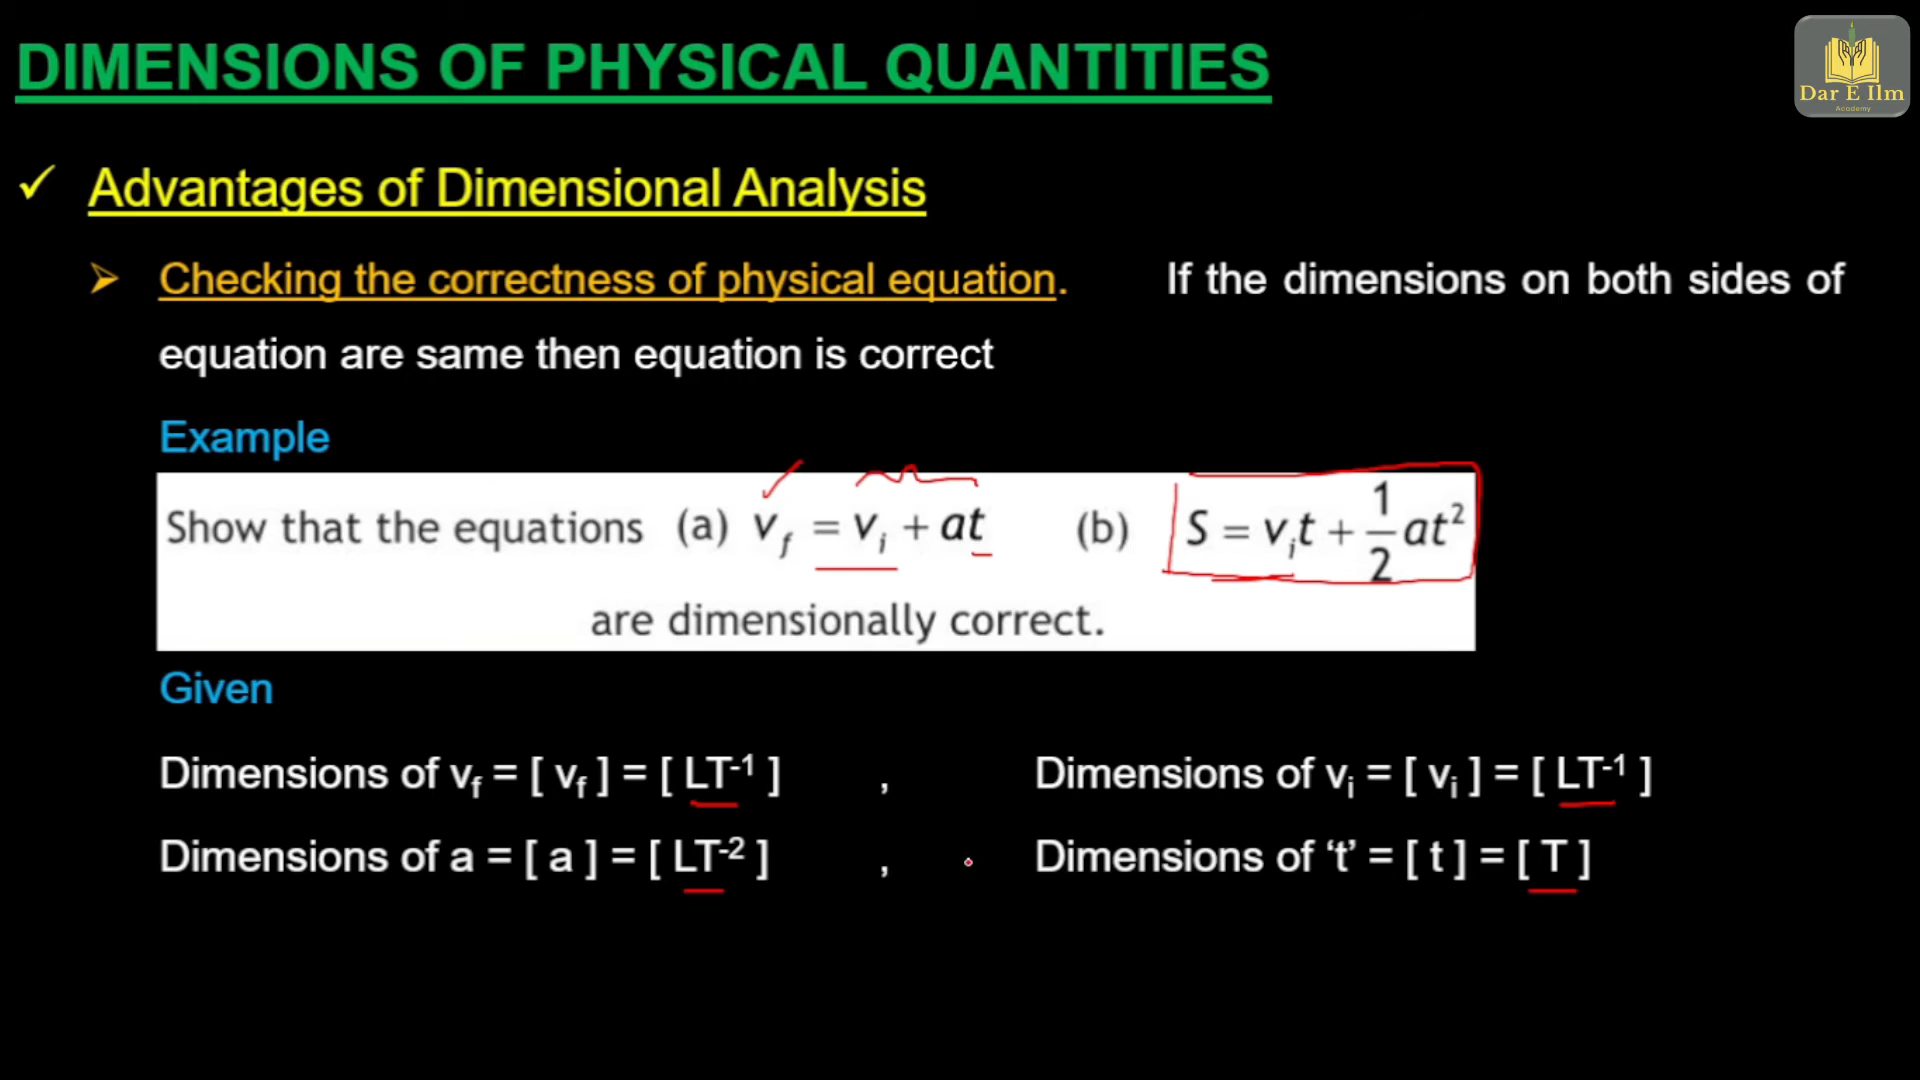 DIMENSIONS OF PHYSICAL QUANTITIES
Dar E Ilm
Academy
✓ Advantages of Dimensional Analysis
➢ Checking the correctness of physical equation. If the dimensions on both sides of
equation are same then equation is correct
Example
Show that the equations (a) v_f = v_i + at (b) S = v_i t + 1/2 at²
are dimensionally correct.
Given
Dimensions of v_f = [ v_f ] = [ LT⁻¹ ] , Dimensions of v_i = [ v_i ] = [ LT⁻¹ ]
Dimensions of a = [ a ] = [ LT⁻² ] , Dimensions of ‘t’ = [ t ] = [ T ]